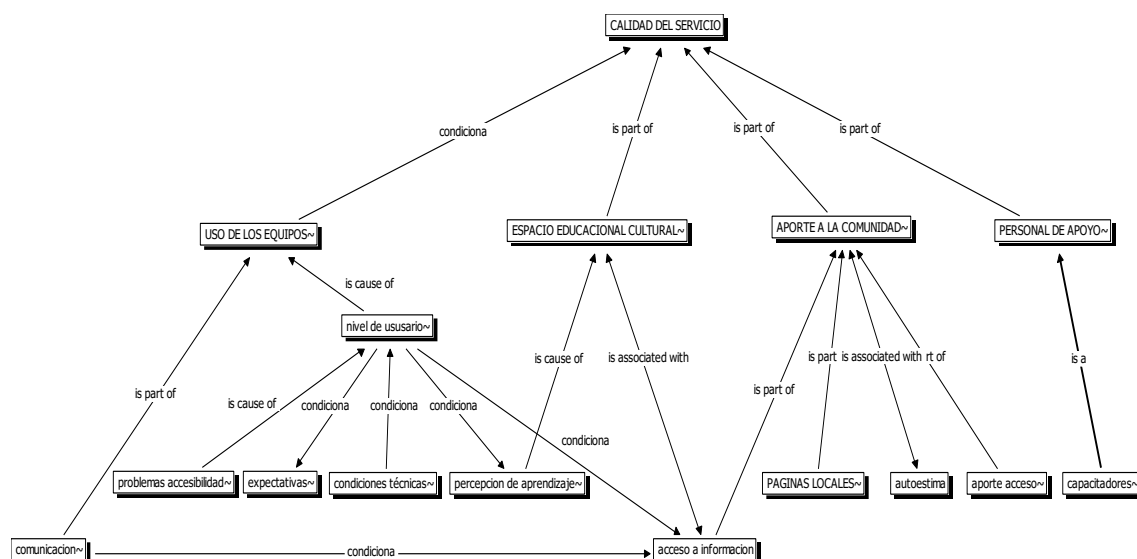 CALIDAD DEL SERVICIO
condiciona
is part of
is part of
is part of
USO DE LOS EQUIPOS~
ESPACIO EDUCACIONAL CULTURAL~
APORTE A LA COMUNIDAD~
PERSONAL DE APOYO~
is cause of
nivel de ususario~
is cause of
is associated with
is part
is associated with
rt of
is a
is part of
is part of
is cause of
condiciona
condiciona
condiciona
condiciona
problemas accesibilidad~
expectativas~
condiciones técnicas~
percepcion de aprendizaje~
PAGINAS LOCALES~
autoestima
aporte acceso~
capacitadores~
comunicacion~
condiciona
acceso a informacion